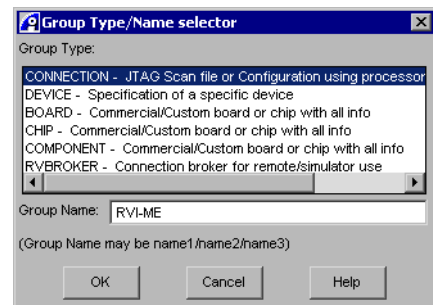 Group Type/Name selector
Group Type:
CONNECTION - JTAG Scan file or Configuration using processor
DEVICE - Specification of a specific device
BOARD - Commercial/Custom board or chip with all info
CHIP - Commercial/Custom board or chip with all info
COMPONENT - Commercial/Custom board or chip with all info
RVBROKER - Connection broker for remote/simulator use
Group Name: RVI-ME
(Group Name may be name1/name2/name3)
OK Cancel Help